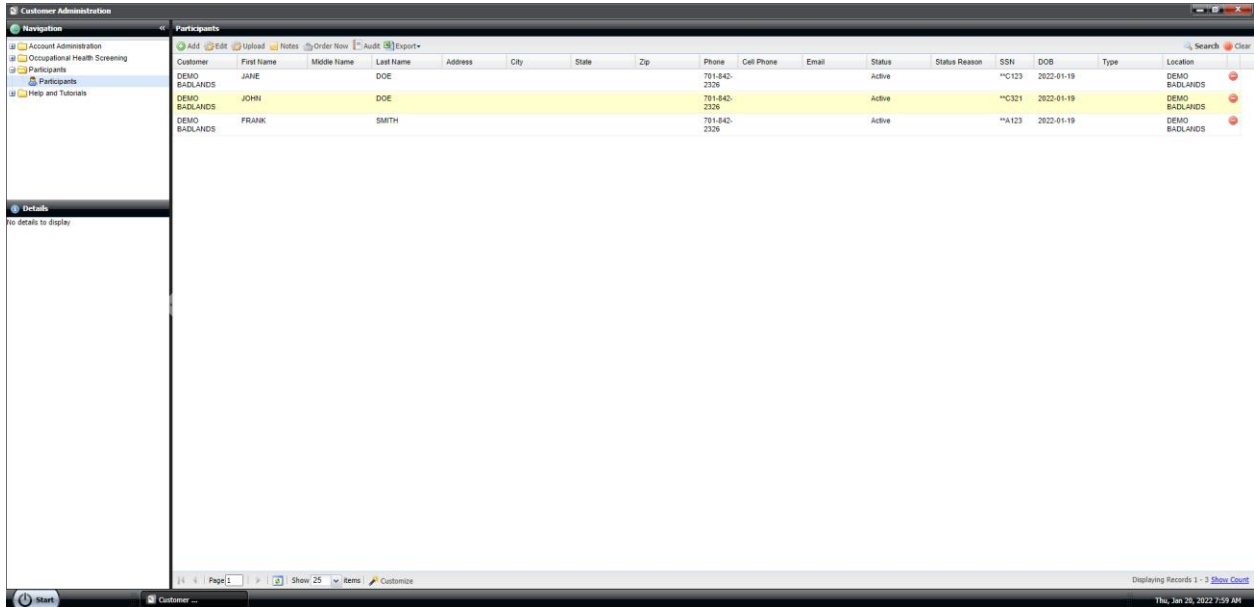 Customer Administration
Navigation «
Account Administration
Occupational Health Screening
Participants
Participants
Help and Tutorials
Details
No details to display
Participants
Add Edit Upload Notes Order Now Audit Export Search Clear
Customer First Name Middle Name Last Name Address City State Zip Phone Cell Phone Email Status Status Reason SSN DOB Type Location
DEMO JANE DOE 701-842- Active **C123 2022-01-19 DEMO
BADLANDS 2326 BADLANDS
DEMO JOHN DOE 701-842- Active **C321 2022-01-19 DEMO
BADLANDS 2326 BADLANDS
DEMO FRANK SMITH 701-842- Active **A123 2022-01-19 DEMO
BADLANDS 2326 BADLANDS
Page 1 Show 25 items Customize Displaying Records 1 - 3 Show Count
Start Customer ... Thu, Jan 20, 2022 7:59 AM